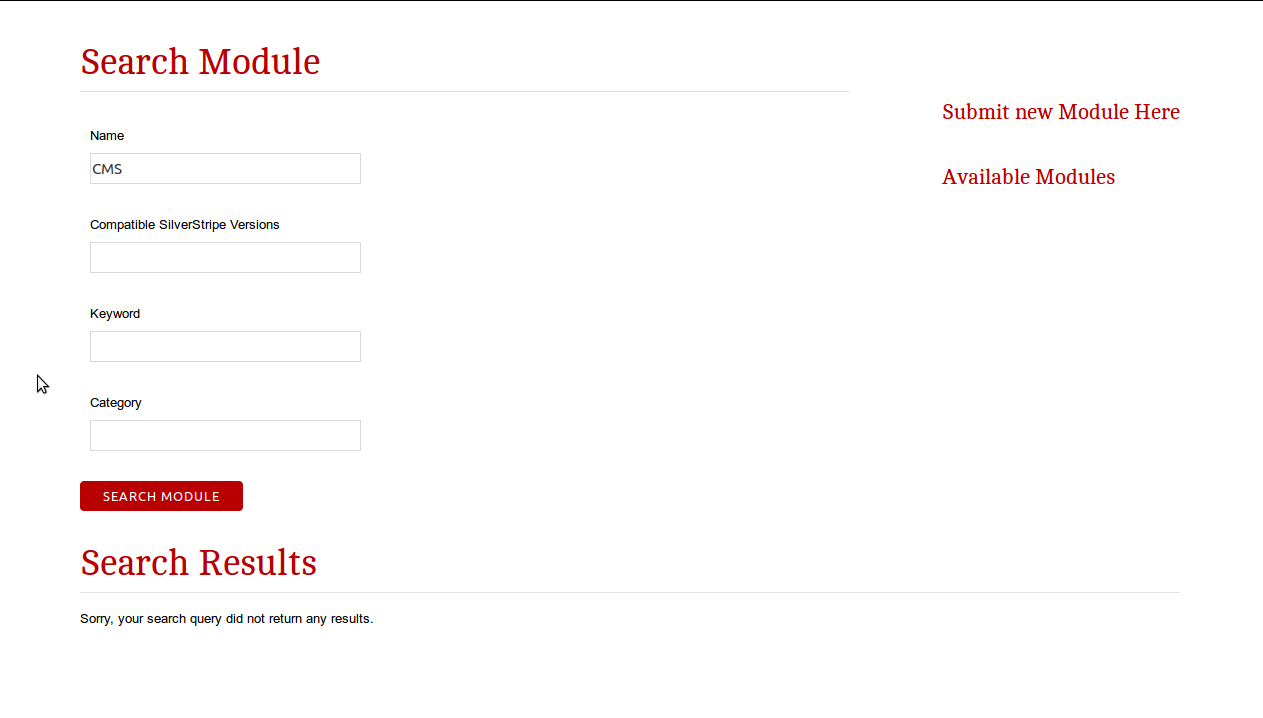 Search Module
Submit new Module Here
Available Modules
Name
CMS
Compatible SilverStripe Versions
Keyword
Category
SEARCH MODULE
Search Results
Sorry, your search query did not return any results.